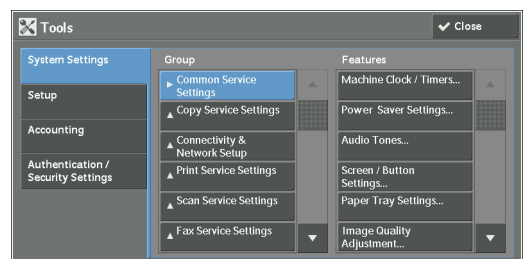 Tools
Close
System Settings
Setup
Accounting
Authentication /
Security Settings
Group
Common Service
Settings
Copy Service Settings
Connectivity &
Network Setup
Print Service Settings
Scan Service Settings
Fax Service Settings
Features
Machine Clock / Timers...
Power Saver Settings...
Audio Tones...
Screen / Button
Settings...
Paper Tray Settings...
Image Quality
Adjustment...